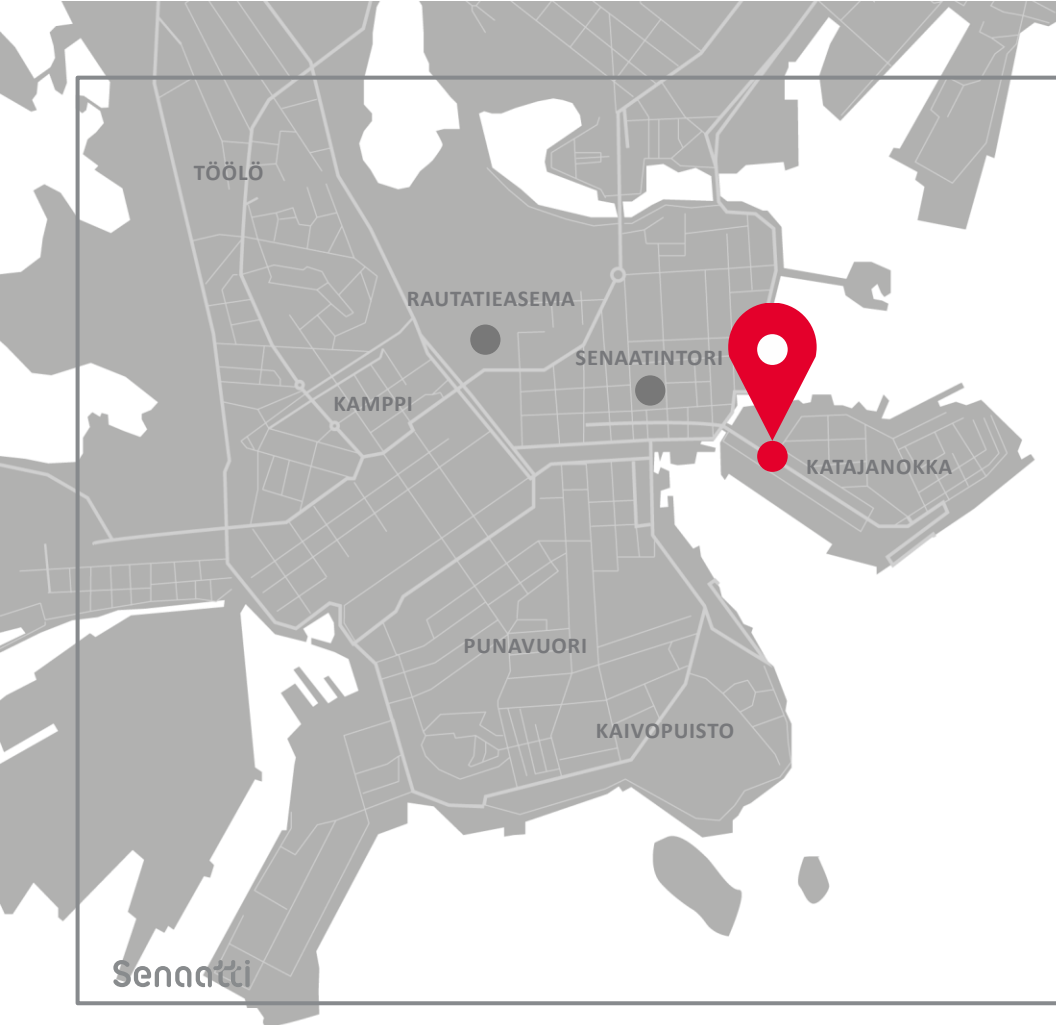 TÖÖLÖ
RAUTATIEASEMA
SENAATINTORI
KAMPPI
KATAJANOKKA
PUNAVUORI
KAIVOPUISTO
Senaatti